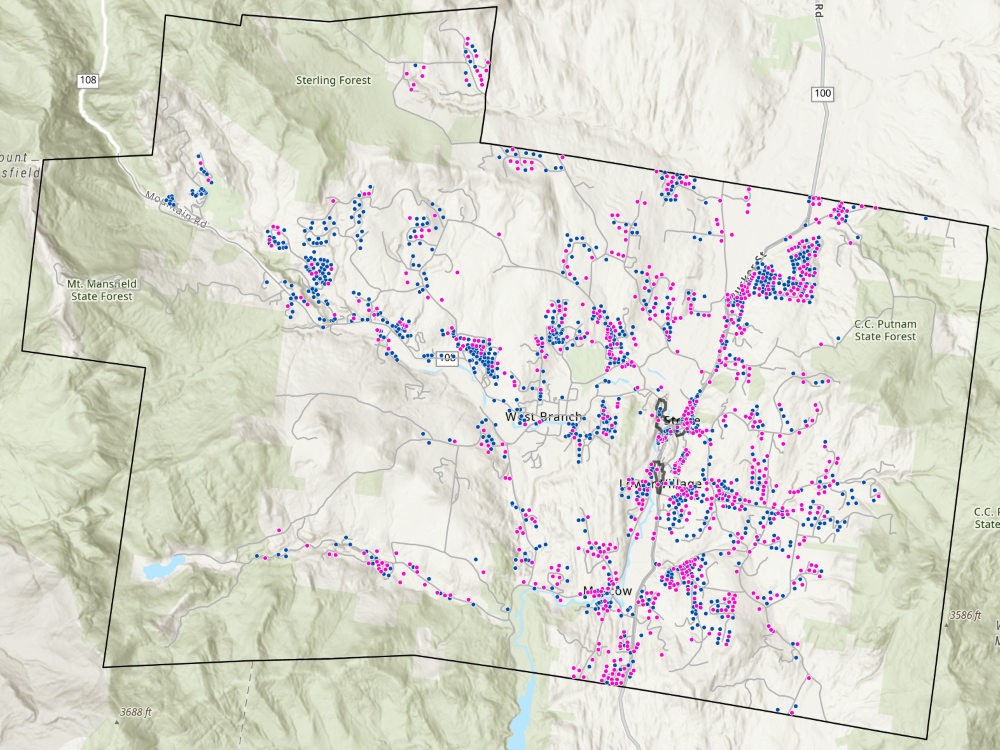 Rd
108
Sterling Forest
100
ount
sfield
Mountain Rd
Mt. Mansfield
State Forest
C.C. Putnam
State Forest
108
West Branch
Lower Village
C.C. P
State
Moscow
3586 ft
3688 ft